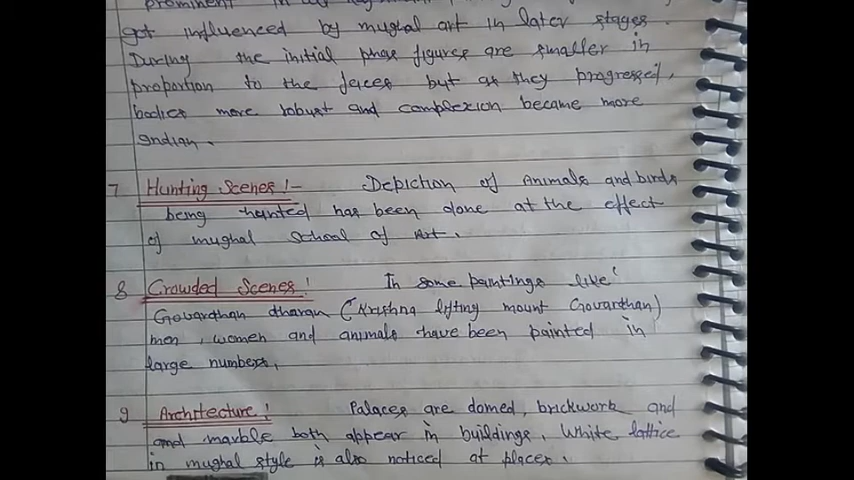 prominent in
got influenced by mughal art in later stages.
During the initial phase figures are smaller in
proportion to the faces but as they progressed,
bodies more robust and complexion became more
Indian.
7 Hunting Scenes!- Depiction of Animals and birds
being hunted has been done at the effect
of mughal School of Art.
8 Crowded Scenes! In some paintings like'
Govardhan dharan (Krishna lifting mount Govardhan)
men, women and animals have been painted in
large numbers.
9 Architecture! Palaces are domed, brickwork and
and marble both appear in buildings. White lattice
in mughal style is also noticed at places.